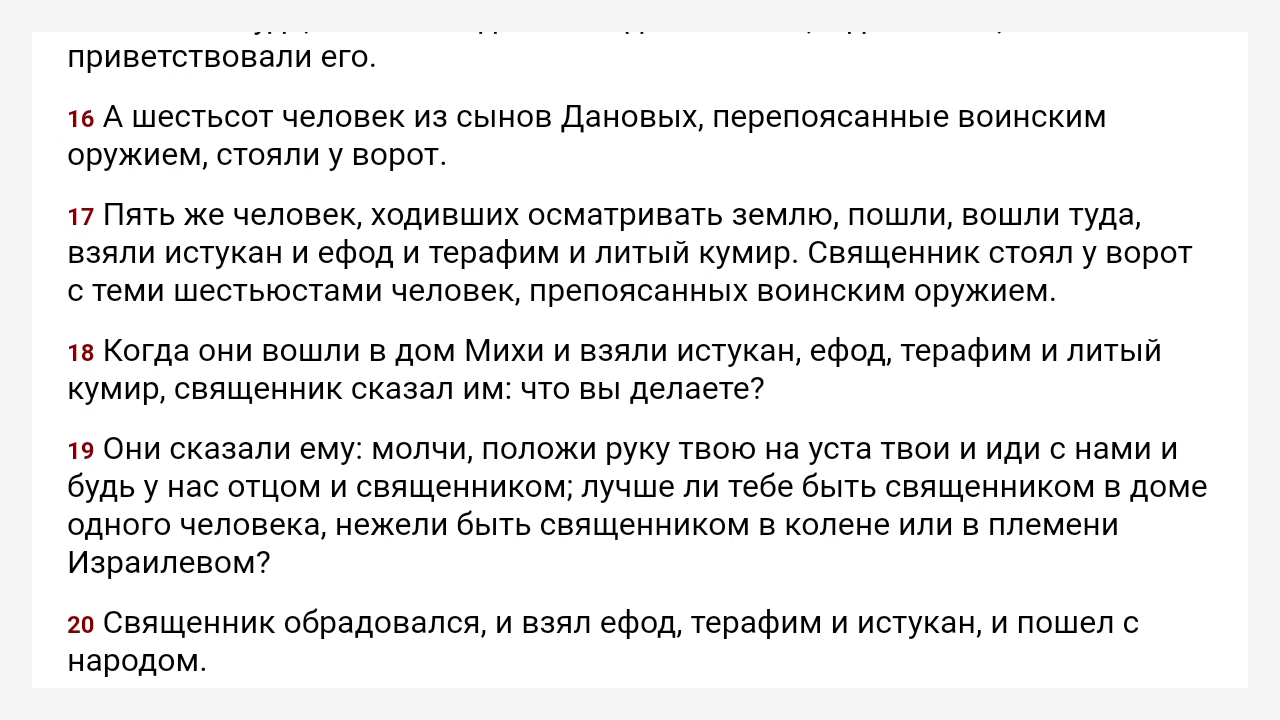 приветствовали его.
16 А шестьсот человек из сынов Дановых, перепоясанные воинским
оружием, стояли у ворот.
17 Пять же человек, ходивших осматривать землю, пошли, вошли туда,
взяли истукан и ефод и терафим и литый кумир. Священник стоял у ворот
с теми шестьюстами человек, препоясанных воинским оружием.
18 Когда они вошли в дом Михи и взяли истукан, ефод, терафим и литый
кумир, священник сказал им: что вы делаете?
19 Они сказали ему: молчи, положи руку твою на уста твои и иди с нами и
будь у нас отцом и священником; лучше ли тебе быть священником в доме
одного человека, нежели быть священником в колене или в племени
Израилевом?
20 Священник обрадовался, и взял ефод, терафим и истукан, и пошел с
народом.